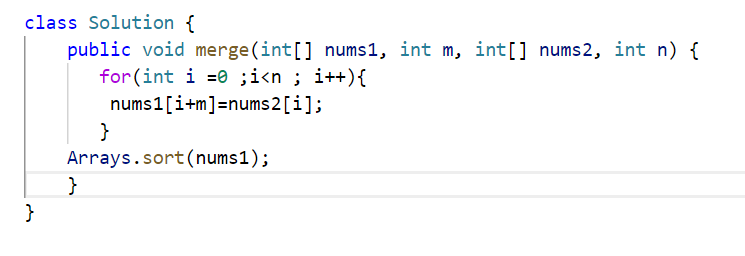 class Solution {
    public void merge(int[] nums1, int m, int[] nums2, int n) {
       for(int i =0 ;i<n ; i++){
        nums1[i+m]=nums2[i];
       }
    Arrays.sort(nums1);
    }
}